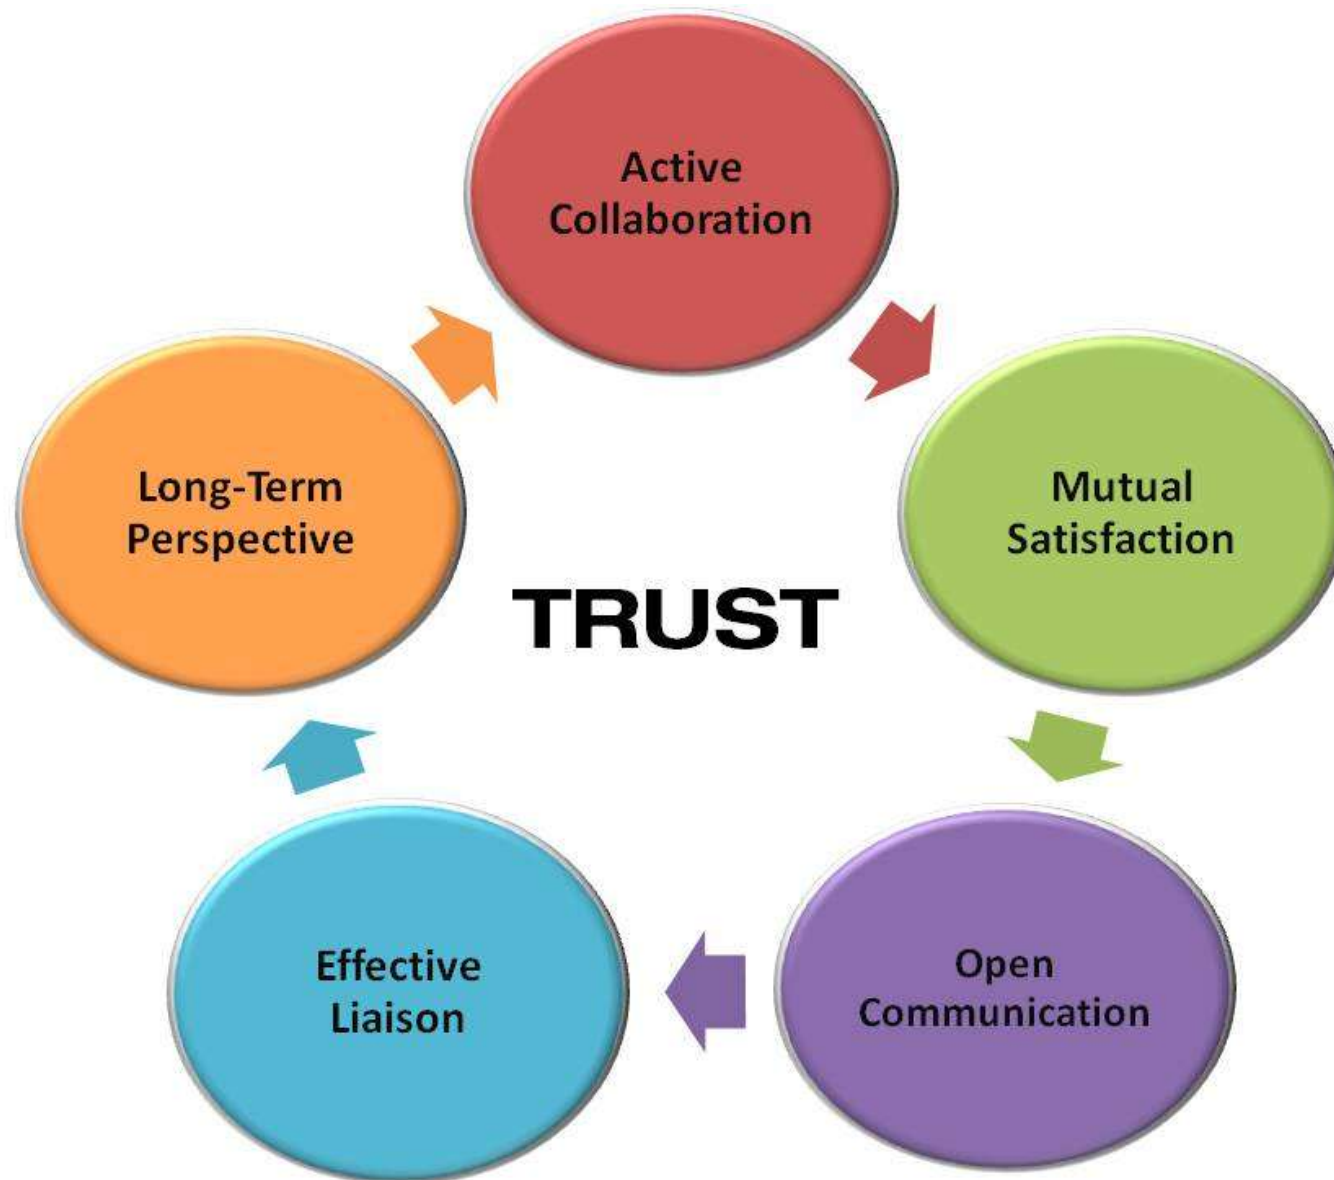 Active
Collaboration
Mutual
Satisfaction
Open
Communication
Effective
Liaison
Long-Term
Perspective
TRUST